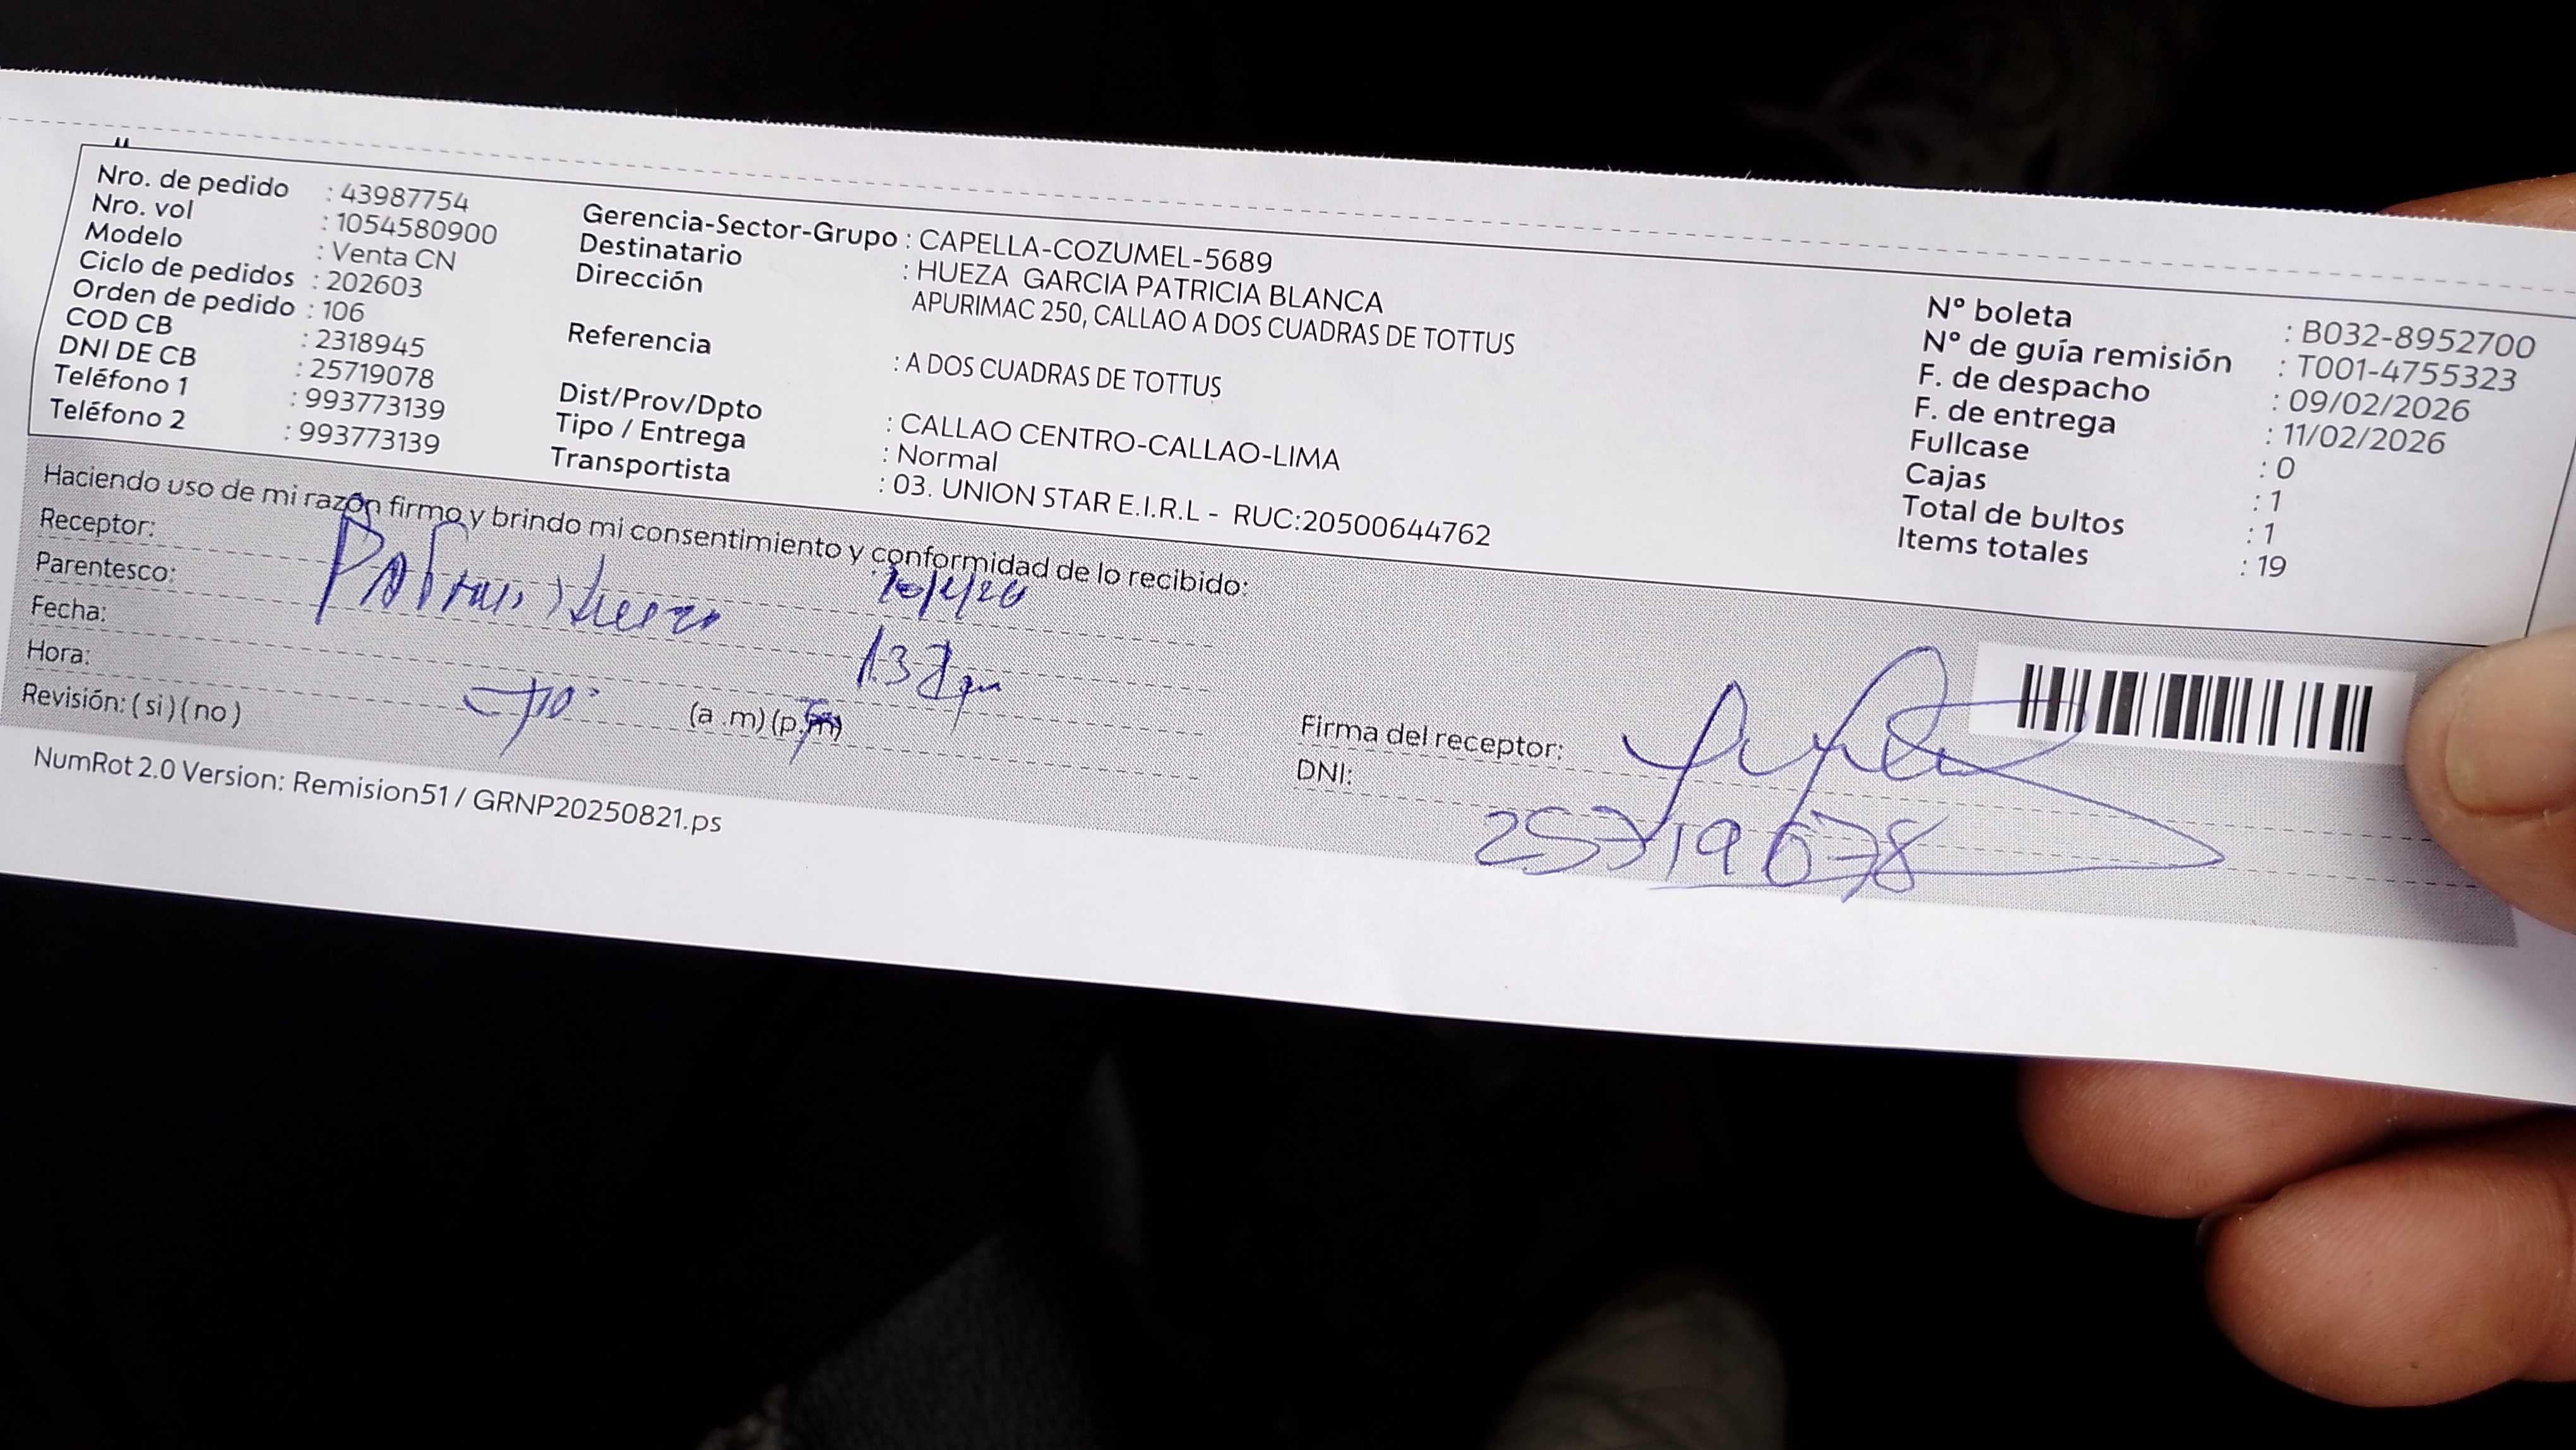 Nro. de pedido : 43987754
Nro. vol : 1054580900
Modelo : Venta CN
Ciclo de pedidos : 202603
Orden de pedido : 106
COD CB : 2318945
DNI DE CB : 25719078
Teléfono 1 : 993773139
Teléfono 2 : 993773139
Gerencia-Sector-Grupo : CAPELLA-COZUMEL-5689
Destinatario : HUEZA GARCIA PATRICIA BLANCA
Dirección APURIMAC 250, CALLAO A DOS CUADRAS DE TOTTUS
Referencia : A DOS CUADRAS DE TOTTUS
Dist/Prov/Dpto : CALLAO CENTRO-CALLAO-LIMA
Tipo / Entrega : Normal
Transportista : 03. UNION STAR E.I.R.L - RUC:20500644762
N° boleta : B032-8952700
N° de guía remisión : T001-4755323
F. de despacho : 09/02/2026
F. de entrega : 11/02/2026
Fullcase : 0
Cajas : 1
Total de bultos : 1
Items totales : 19
Haciendo uso de mi razón firmo y brindo mi consentimiento y conformidad de lo recibido:
Receptor:
Parentesco:
Fecha:
Hora:
Revisión: ( si ) ( no ) (a .m) (p.m)
Firma del receptor:
DNI:
NumRot 2.0 Version: Remision51 / GRNP20250821.ps